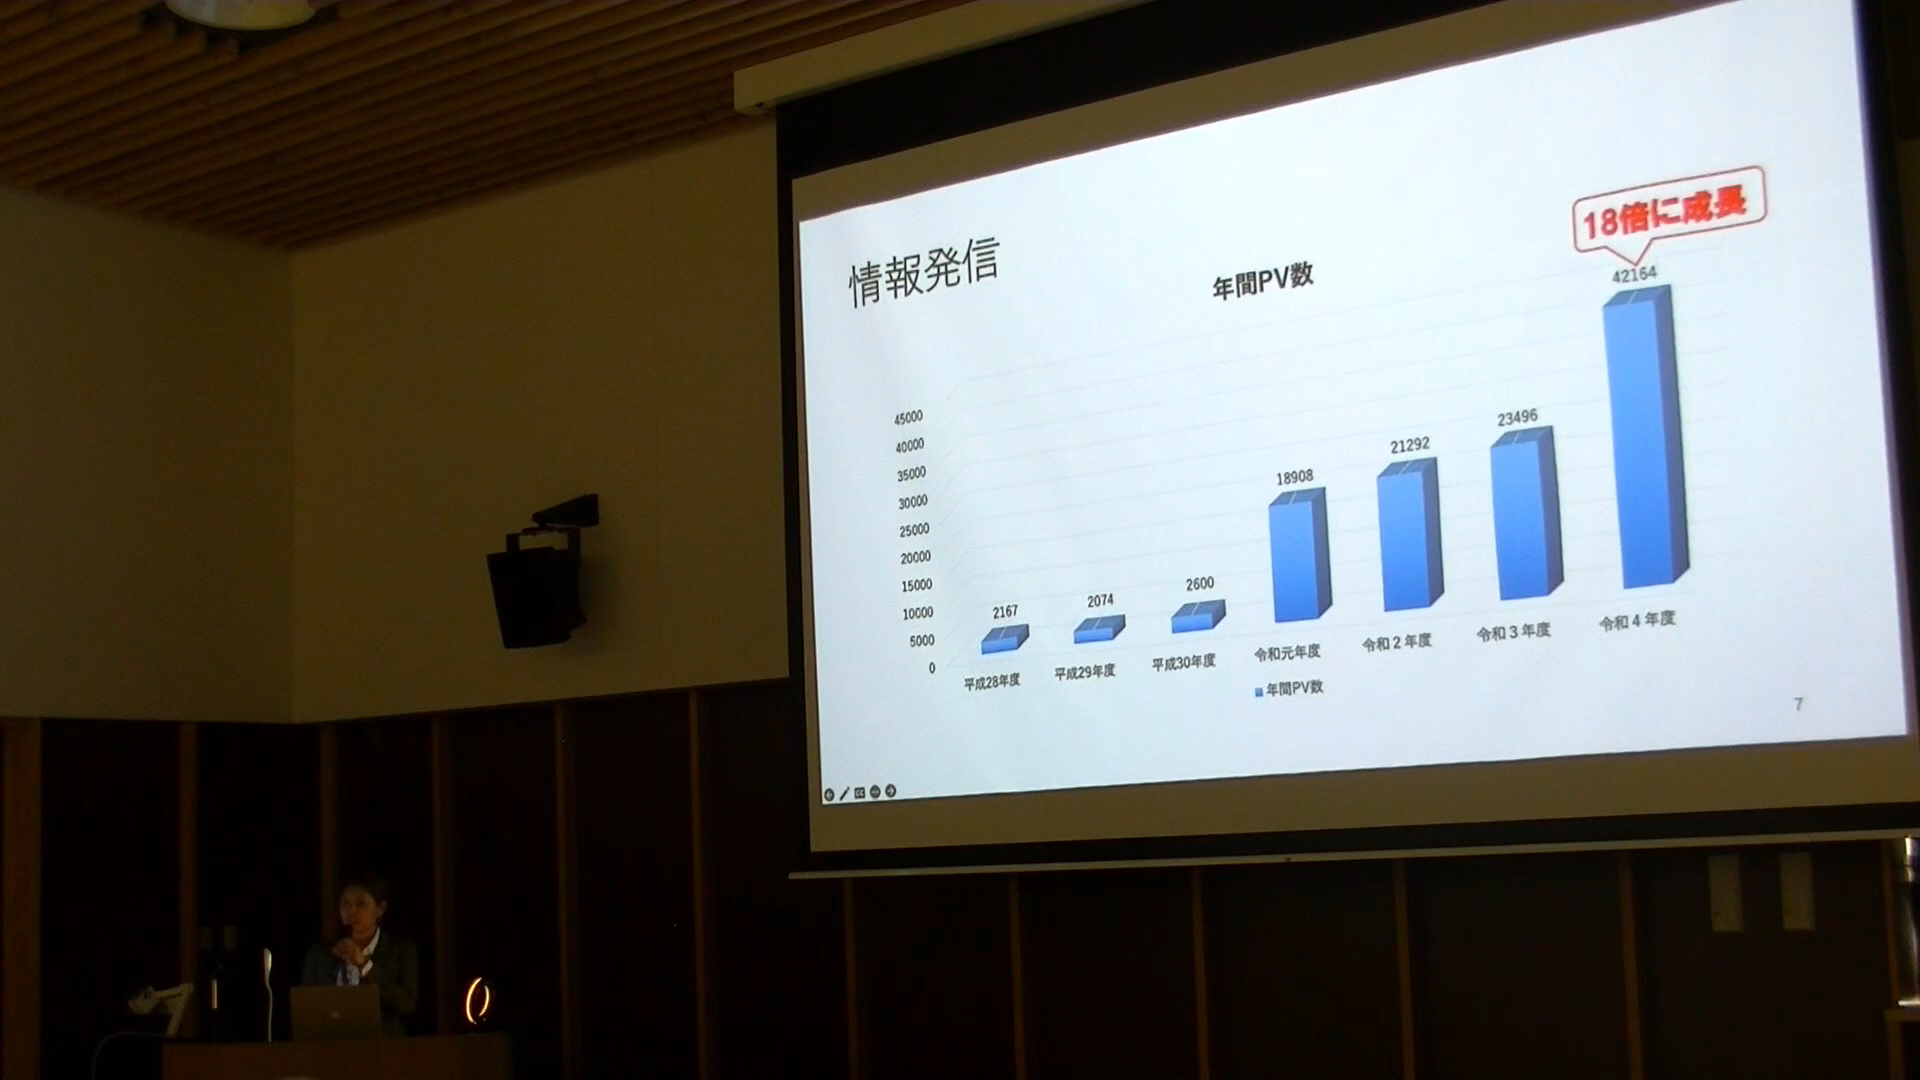 情報発信
年間PV数
18倍に成長
42164
23496
21292
18908
2600
2074
2167
45000
40000
35000
30000
25000
20000
15000
10000
5000
0
平成28年度
平成29年度
平成30年度
令和元年度
令和２年度
令和３年度
令和４年度
年間PV数
7